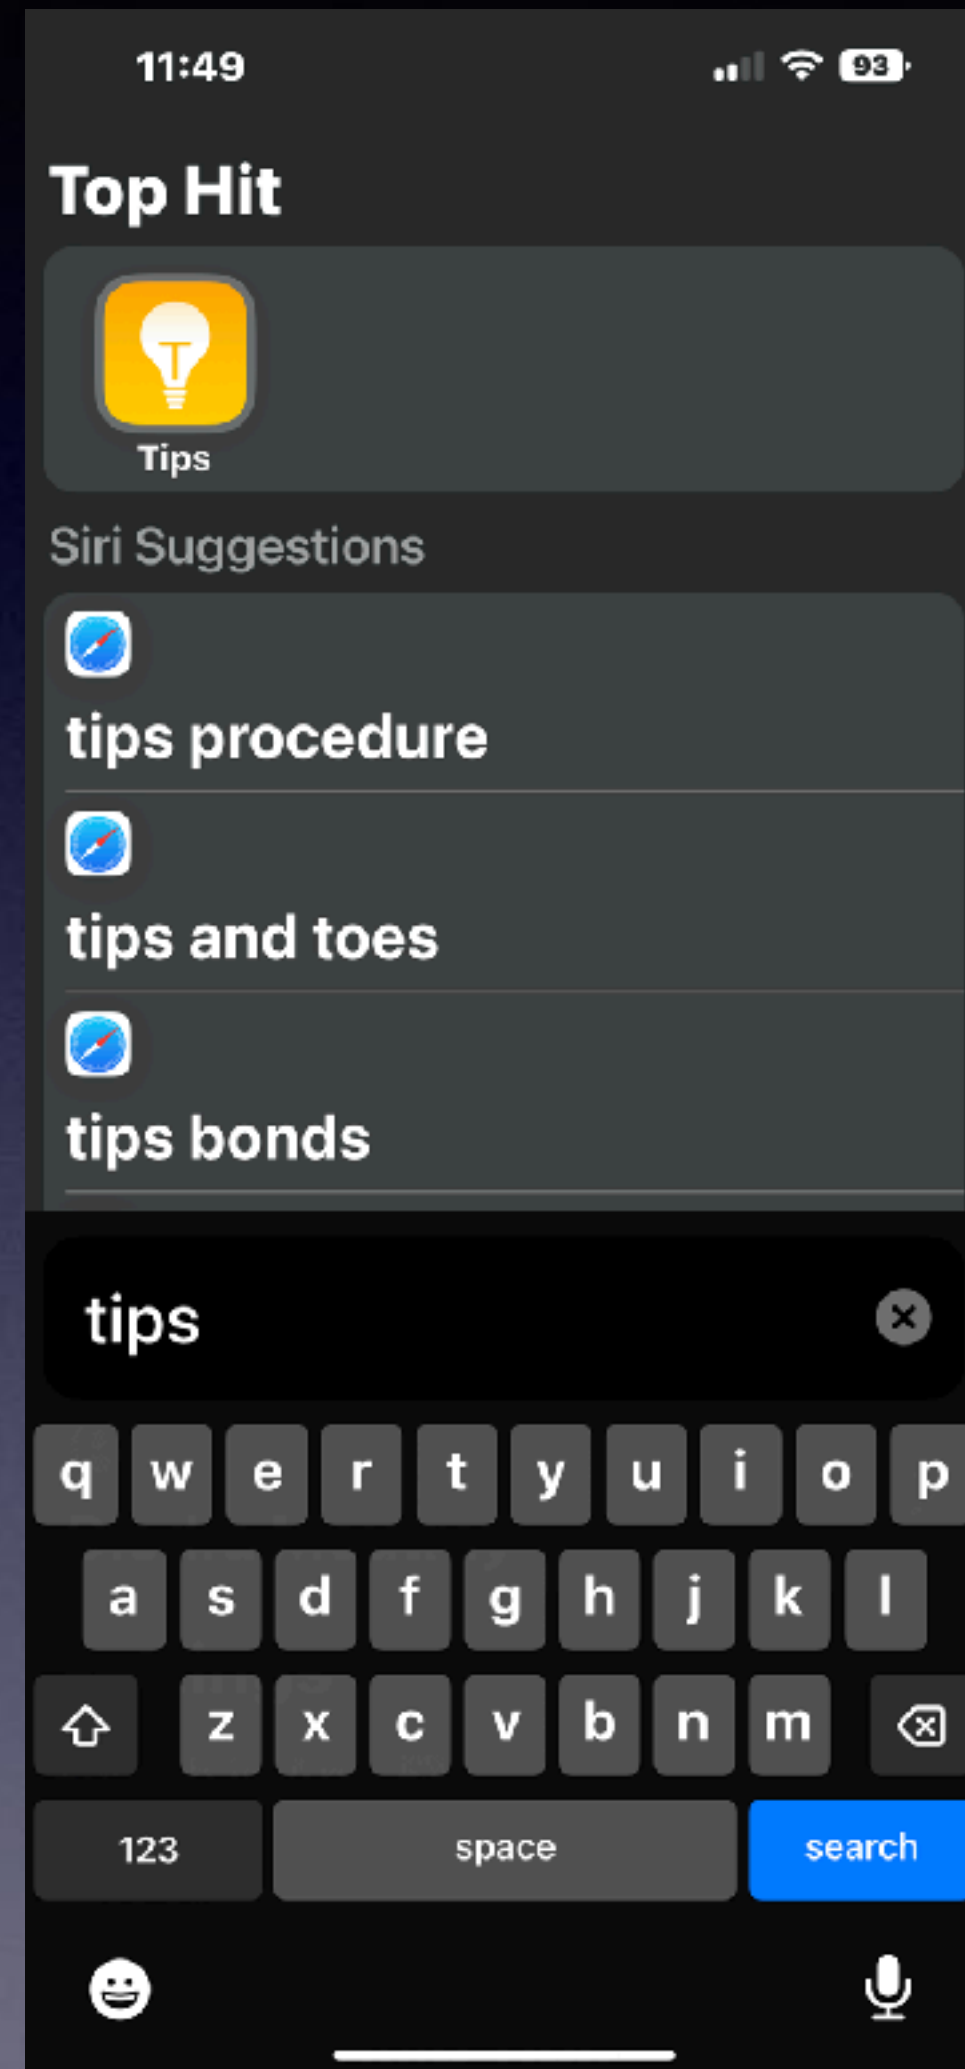 11:49 93
Top Hit
Tips
Siri Suggestions
tips procedure
tips and toes
tips bonds
tips
q w e r t y u i o p
a s d f g h j k l
z x c v b n m
123 space search